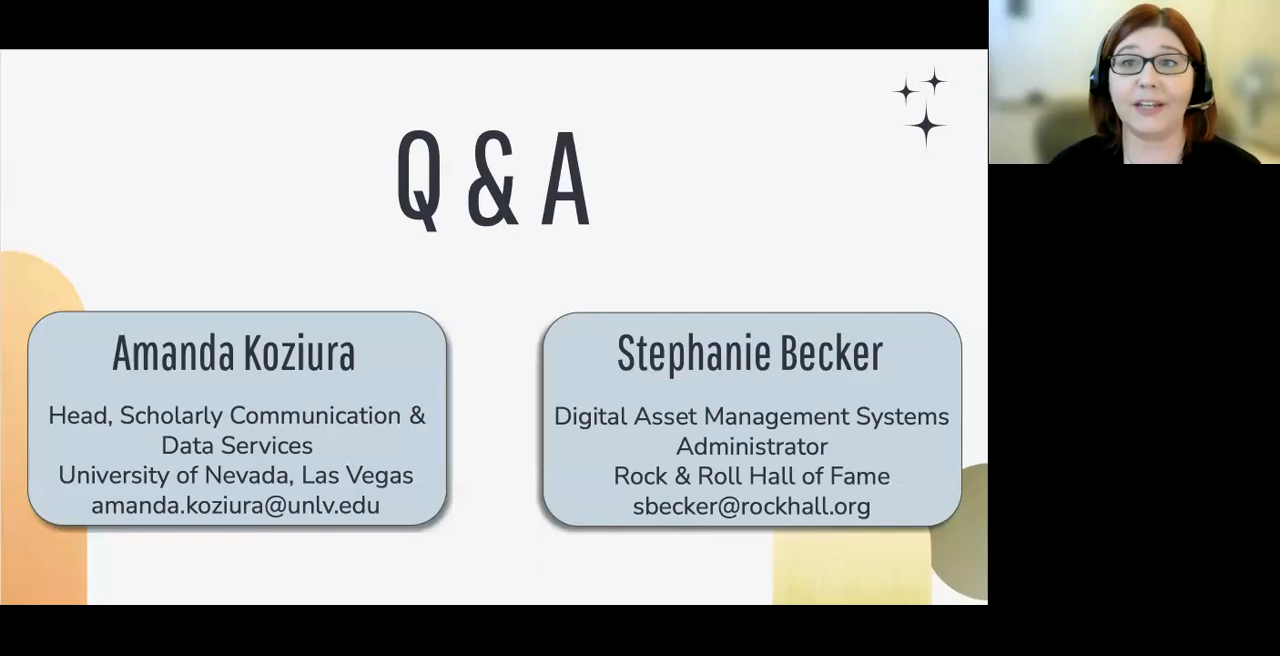 Q & A
Amanda Koziura
Head, Scholarly Communication &
Data Services
University of Nevada, Las Vegas
amanda.koziura@unlv.edu
Stephanie Becker
Digital Asset Management Systems
Administrator
Rock & Roll Hall of Fame
sbecker@rockhall.org